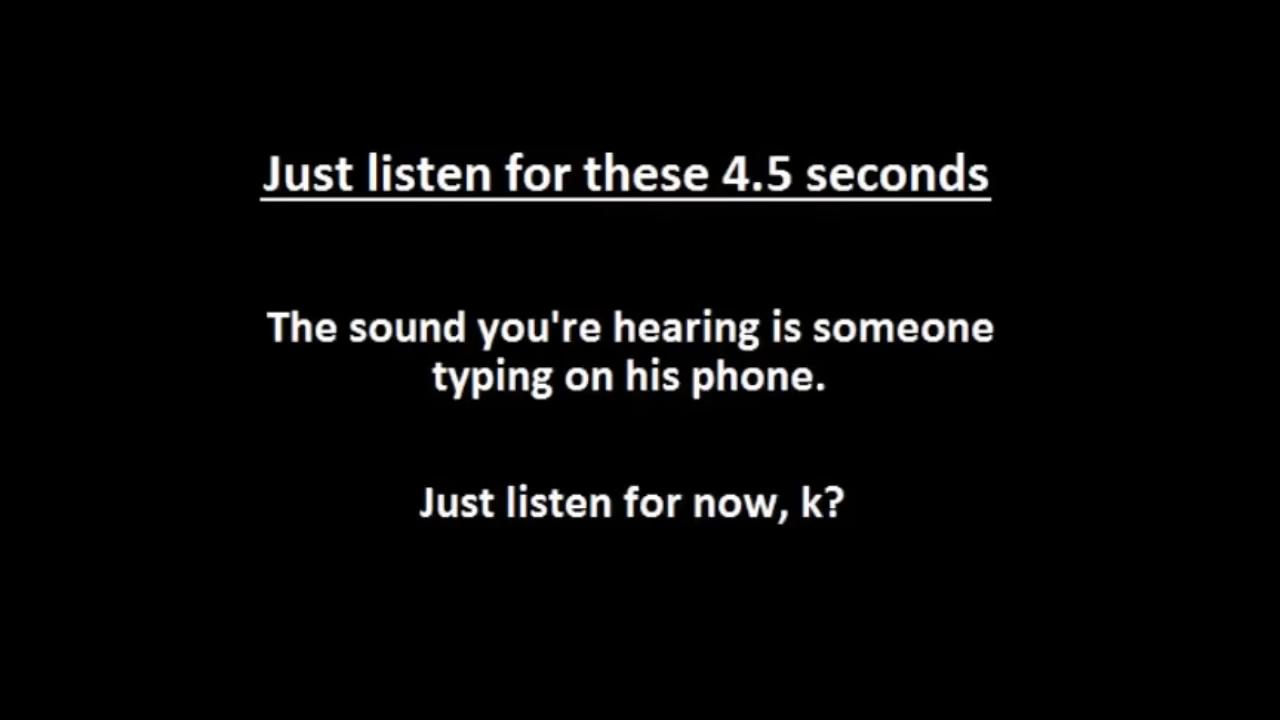 Just listen for these 4.5 seconds
The sound you're hearing is someone
typing on his phone.
Just listen for now, k?